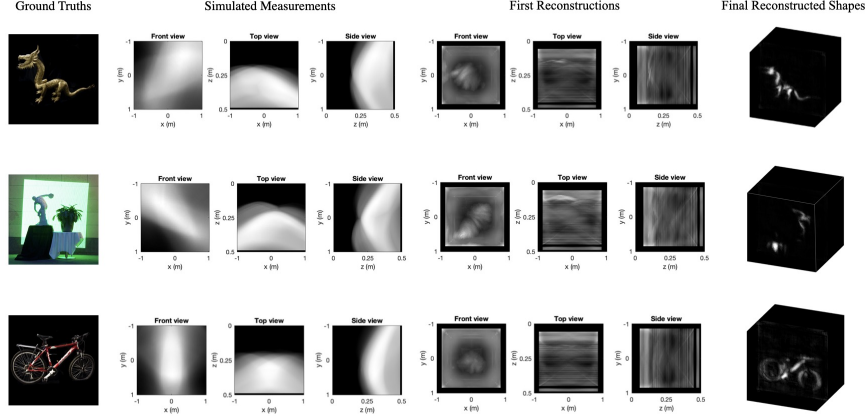 Ground Truths Simulated Measurements First Reconstructions Final Reconstructed Shapes
Front view Top view Side view Front view Top view Side view
-1 0 -1 -1 0 -1
y (m) 0 z (m) 0.25 y (m) 0 y (m) 0 z (m) 0.25 y (m) 0
1 0.5 1 1 0.5 1
-1 0 1 -1 0 1 0 0.25 0.5 -1 0 1 -1 0 1 0 0.25 0.5
x (m) x (m) z (m) x (m) x (m) z (m)
Front view Top view Side view Front view Top view Side view
-1 0 -1 -1 0 -1
y (m) 0 z (m) 0.25 y (m) 0 y (m) 0 z (m) 0.25 y (m) 0
1 0.5 1 1 0.5 1
-1 0 1 -1 0 1 0 0.25 0.5 -1 0 1 -1 0 1 0 0.25 0.5
x (m) x (m) z (m) x (m) x (m) z (m)
Front view Top view Side view Front view Top view Side view
-1 0 -1 -1 0 -1
y (m) 0 z (m) 0.25 y (m) 0 y (m) 0 z (m) 0.25 y (m) 0
1 0.5 1 1 0.5 1
-1 0 1 -1 0 1 0 0.25 0.5 -1 0 1 -1 0 1 0 0.25 0.5
x (m) x (m) z (m) x (m) x (m) z (m)